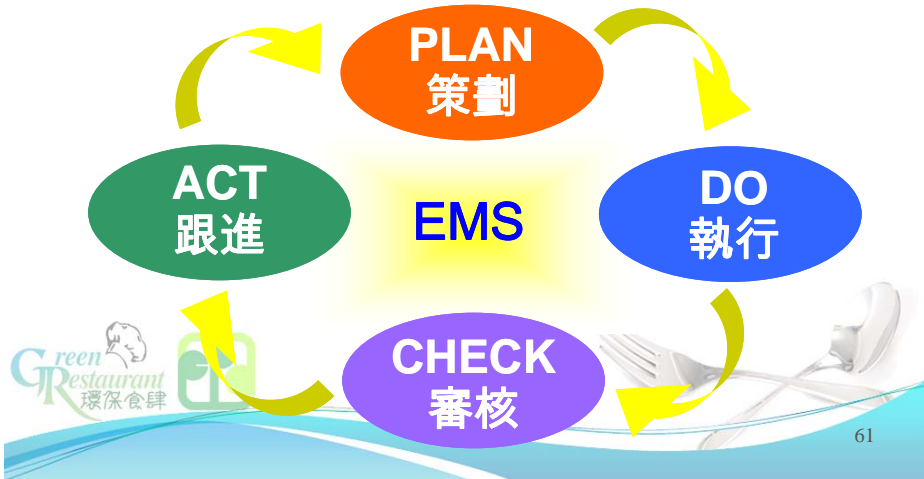 PLAN
策劃
ACT
跟進
EMS
DO
執行
CHECK
審核
Green
Restaurant
環保食肆
61